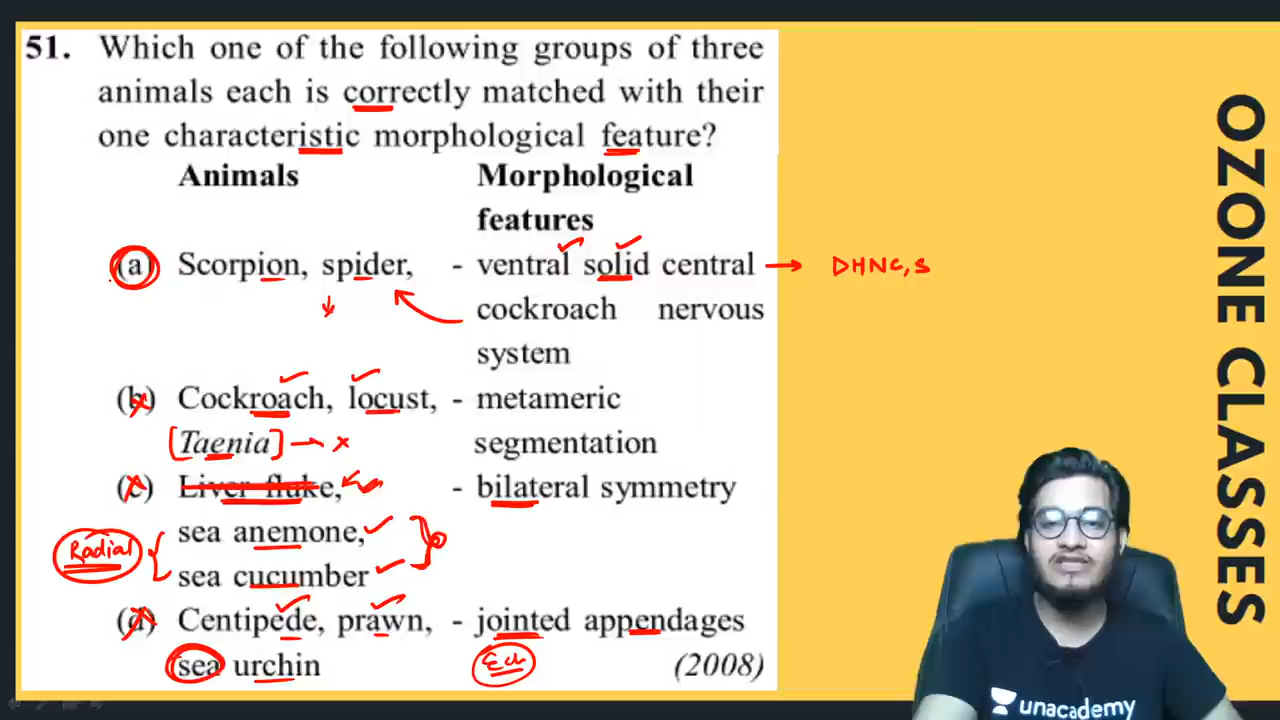 51. Which one of the following groups of three
animals each is correctly matched with their
one characteristic morphological feature?
Animals Morphological
features
(a) Scorpion, spider, - ventral solid central → DHNC, S
cockroach nervous
system
(b) Cockroach, locust, - metameric
[Taenia] → × segmentation
(c) Liver fluke, - bilateral symmetry
sea anemone,
Radial
sea cucumber
(d) Centipede, prawn, - jointed appendages
sea urchin (2008)
OZONE CLASSES
unacademy